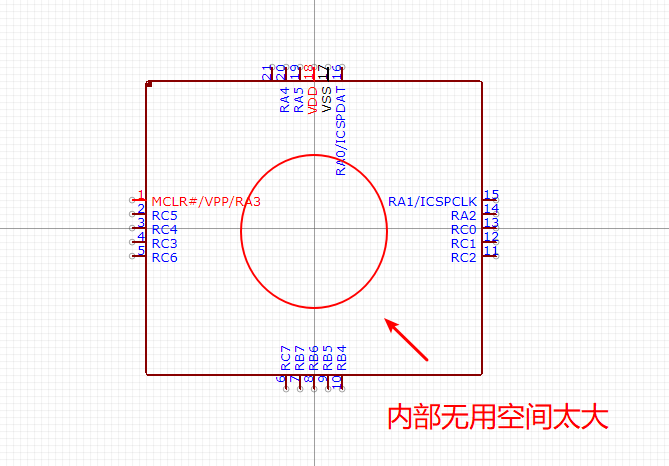 21 20 19 18 17 16
RA4 RA5 VDD VSS RA0/ICSPDAT
1 MCLR#/VPP/RA3
2 RC5
3 RC4
4 RC3
5 RC6
RA1/ICSPCLK 15
RA2 14
RC0 13
RC1 12
RC2 11
RC7 RB7 RB6 RB5 RB4
6 7 8 9 10
内部无用空间太大